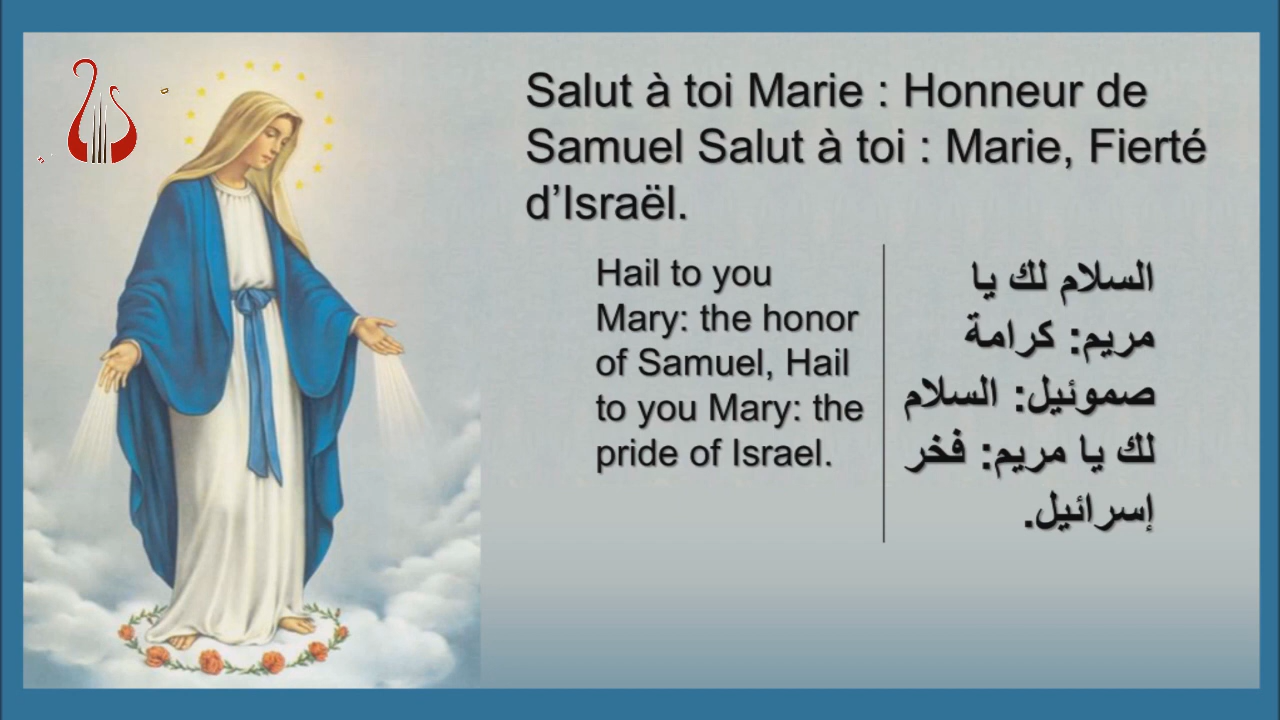 Salut à toi Marie : Honneur de
Samuel Salut à toi : Marie, Fierté
d’Israël.
Hail to you
Mary: the honor
of Samuel, Hail
to you Mary: the
pride of Israel.
السلام لك يا
مريم: كرامة
صموئيل: السلام
لك يا مريم: فخر
إسرائيل.